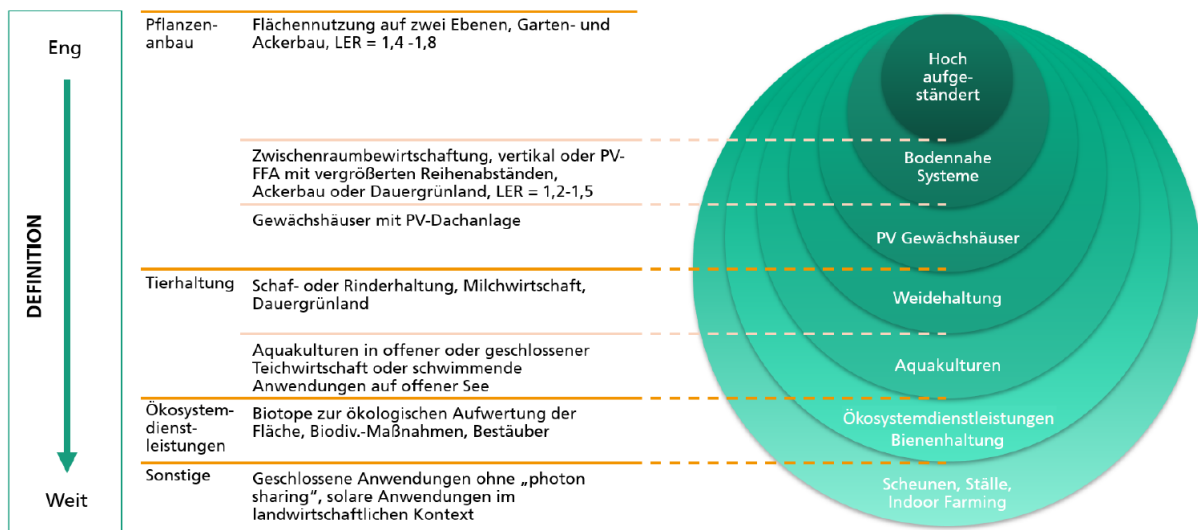 Eng
DEFINITION
Weit
Pflanzen-
anbau
Flächennutzung auf zwei Ebenen, Garten- und
Ackerbau, LER = 1,4 -1,8
Zwischenraumbewirtschaftung, vertikal oder PV-
FFA mit vergrößerten Reihenabständen,
Ackerbau oder Dauergrünland, LER = 1,2-1,5
Gewächshäuser mit PV-Dachanlage
Tierhaltung
Schaf- oder Rinderhaltung, Milchwirtschaft,
Dauergrünland
Aquakulturen in offener oder geschlossener
Teichwirtschaft oder schwimmende
Anwendungen auf offener See
Ökosystem-
dienst-
leistungen
Biotope zur ökologischen Aufwertung der
Fläche, Biodiv.-Maßnahmen, Bestäuber
Sonstige
Geschlossene Anwendungen ohne „photon
sharing“, solare Anwendungen im
landwirtschaftlichen Kontext
Hoch
aufge-
ständert
Bodennahe
Systeme
PV Gewächshäuser
Weidehaltung
Aquakulturen
Ökosystemdienstleistungen
Bienenhaltung
Scheunen, Ställe,
Indoor Farming